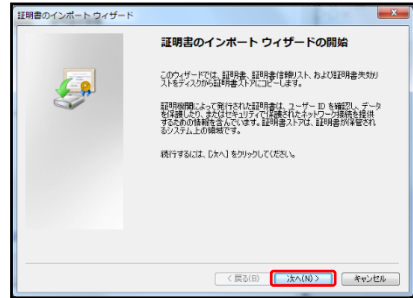 証明書のインポート ウィザード
証明書のインポート ウィザードの開始
このウィザードでは、証明書、証明書信頼リスト、および証明書失効リ
ストをディスクから証明書ストアにコピーします。
証明機関によって発行された証明書は、ユーザー ID を確認し、データ
を保護したり、またはセキュリティで保護されたネットワーク接続を提供
するための情報を含んでいます。証明書ストアは、証明書が保管され
るシステム上の領域です。
続行するには、[次へ] をクリックしてください。
< 戻る(B)
次へ(N) >
キャンセル